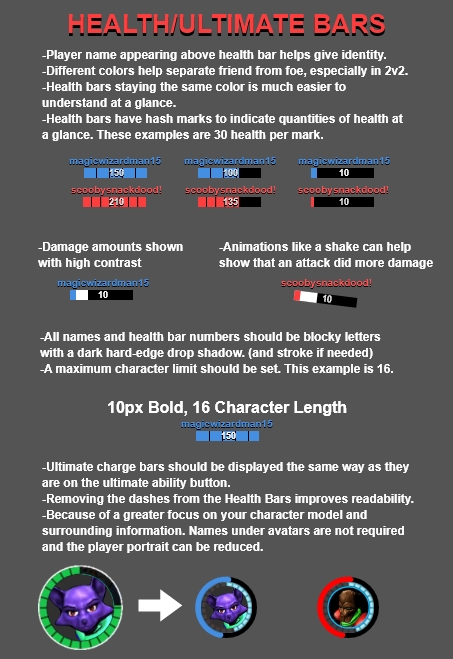 HEALTH/ULTIMATE BARS
-Player name appearing above health bar helps give identity.
-Different colors help separate friend from foe, especially in 2v2.
-Health bars staying the same color is much easier to
understand at a glance.
-Health bars have hash marks to indicate quantities of health at
a glance. These examples are 30 health per mark.
magicwizardman15 magicwizardman15 magicwizardman15
150 100 10
scoobysnackdood! scoobysnackdood! scoobysnackdood!
210 135 10
-Damage amounts shown
with high contrast
magicwizardman15
10
-Animations like a shake can help
show that an attack did more damage
scoobysnackdood!
10
-All names and health bar numbers should be blocky letters
with a dark hard-edge drop shadow. (and stroke if needed)
-A maximum character limit should be set. This example is 16.
10px Bold, 16 Character Length
magicwizardman15
150
-Ultimate charge bars should be displayed the same way as they
are on the ultimate ability button.
-Removing the dashes from the Health Bars improves readability.
-Because of a greater focus on your character model and
surrounding information. Names under avatars are not required
and the player portrait can be reduced.